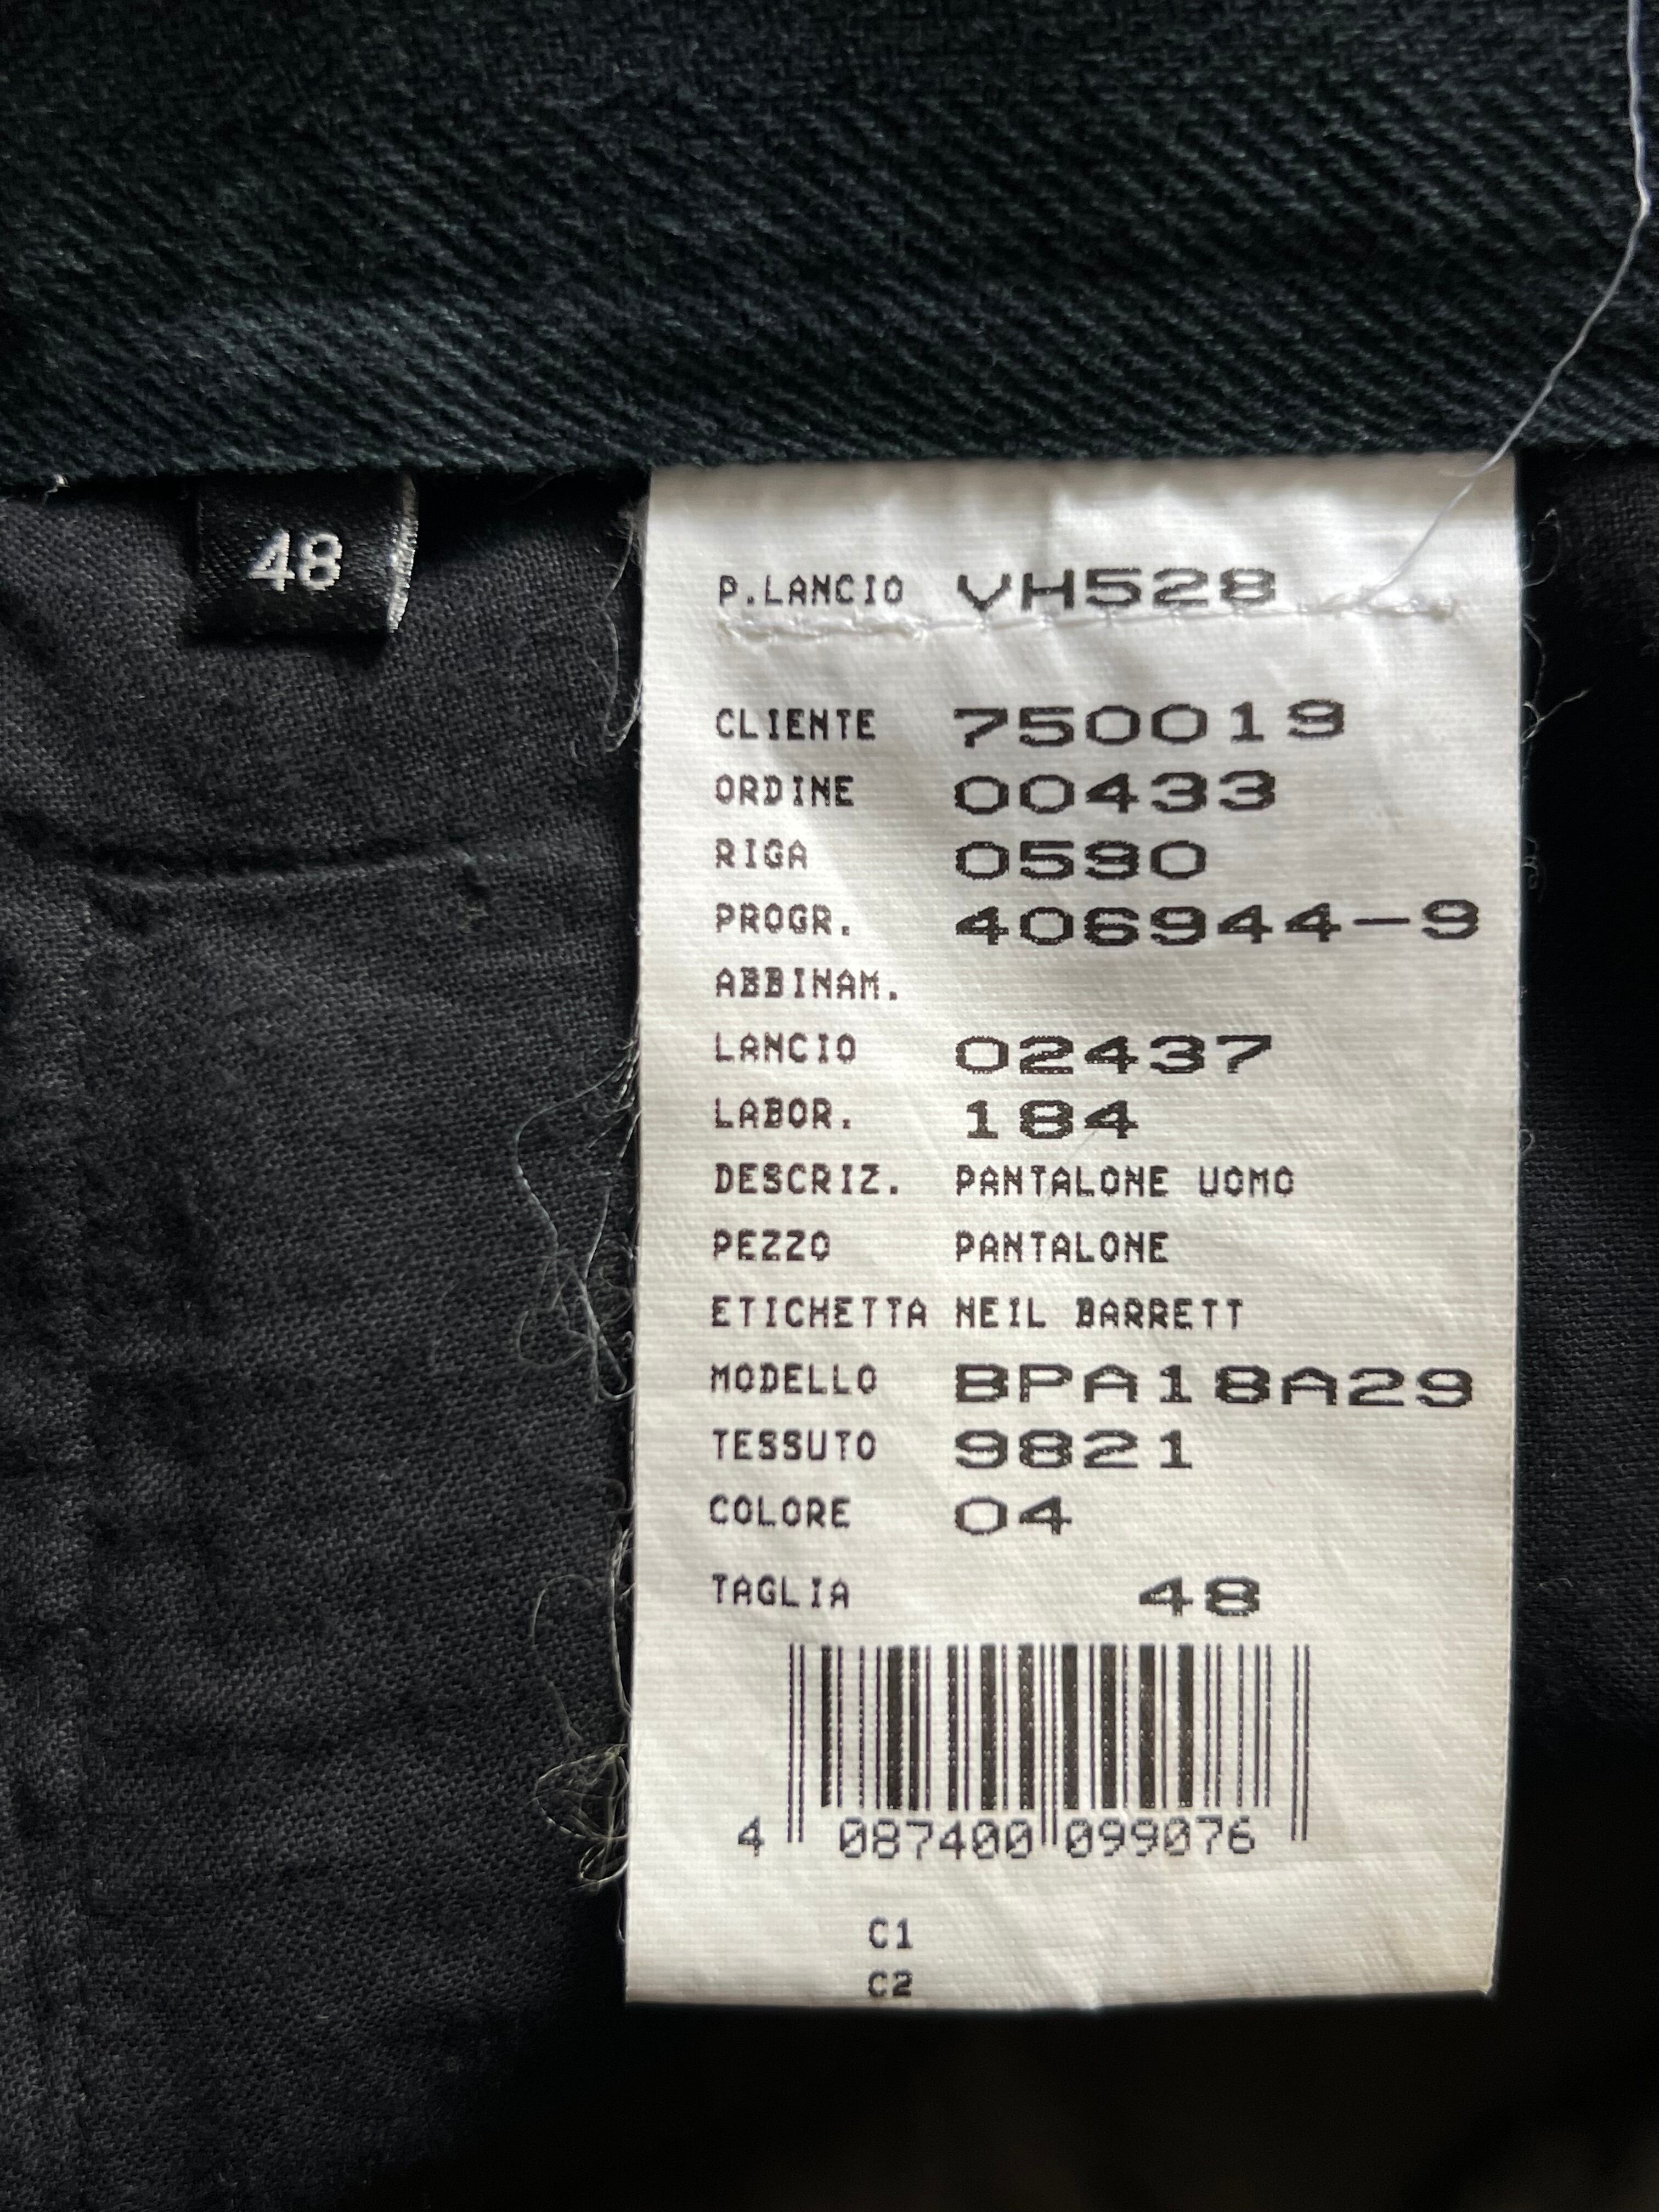 48
P.LANCIO VH528
CLIENTE 750019
ORDINE 00433
RIGA 0590
PROGR. 406944-9
ABBINAM.
LANCIO 02437
LABOR. 184
DESCRIZ. PANTALONE UOMO
PEZZO PANTALONE
ETICHETTA NEIL BARRETT
MODELLO BPA18A29
TESSUTO 9821
COLORE 04
TAGLIA 48
4 087400 099076
C1
C2